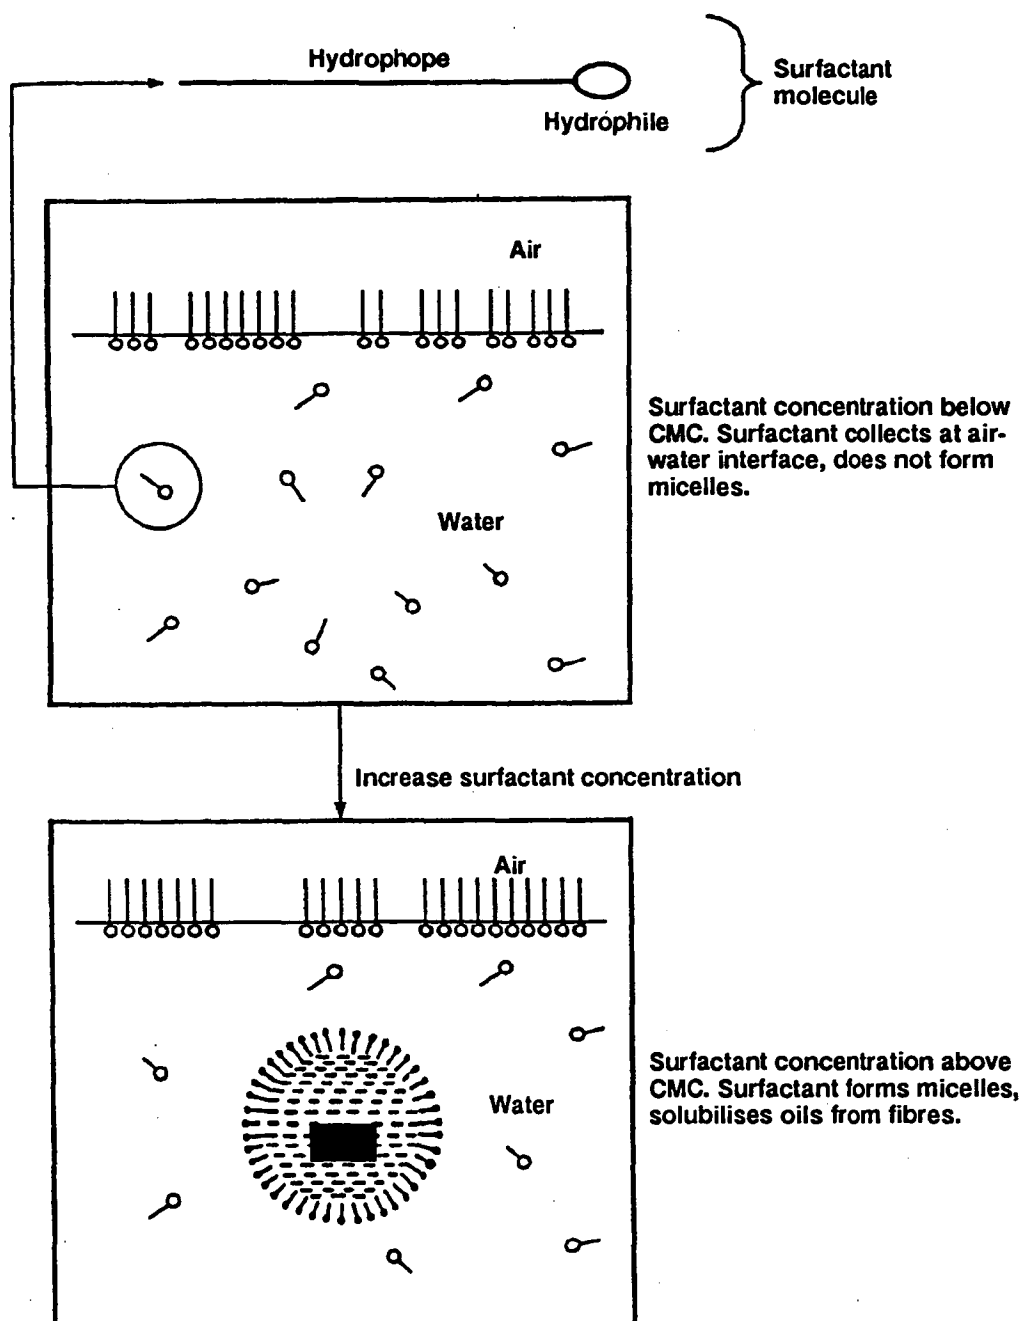 Hydrophope
Hydrophile
Surfactant
molecule
Air
Surfactant concentration below
CMC. Surfactant collects at air-
water interface, does not form
micelles.
Water
Increase surfactant concentration
Air
Surfactant concentration above
CMC. Surfactant forms micelles,
solubilises oils from fibres.
Water